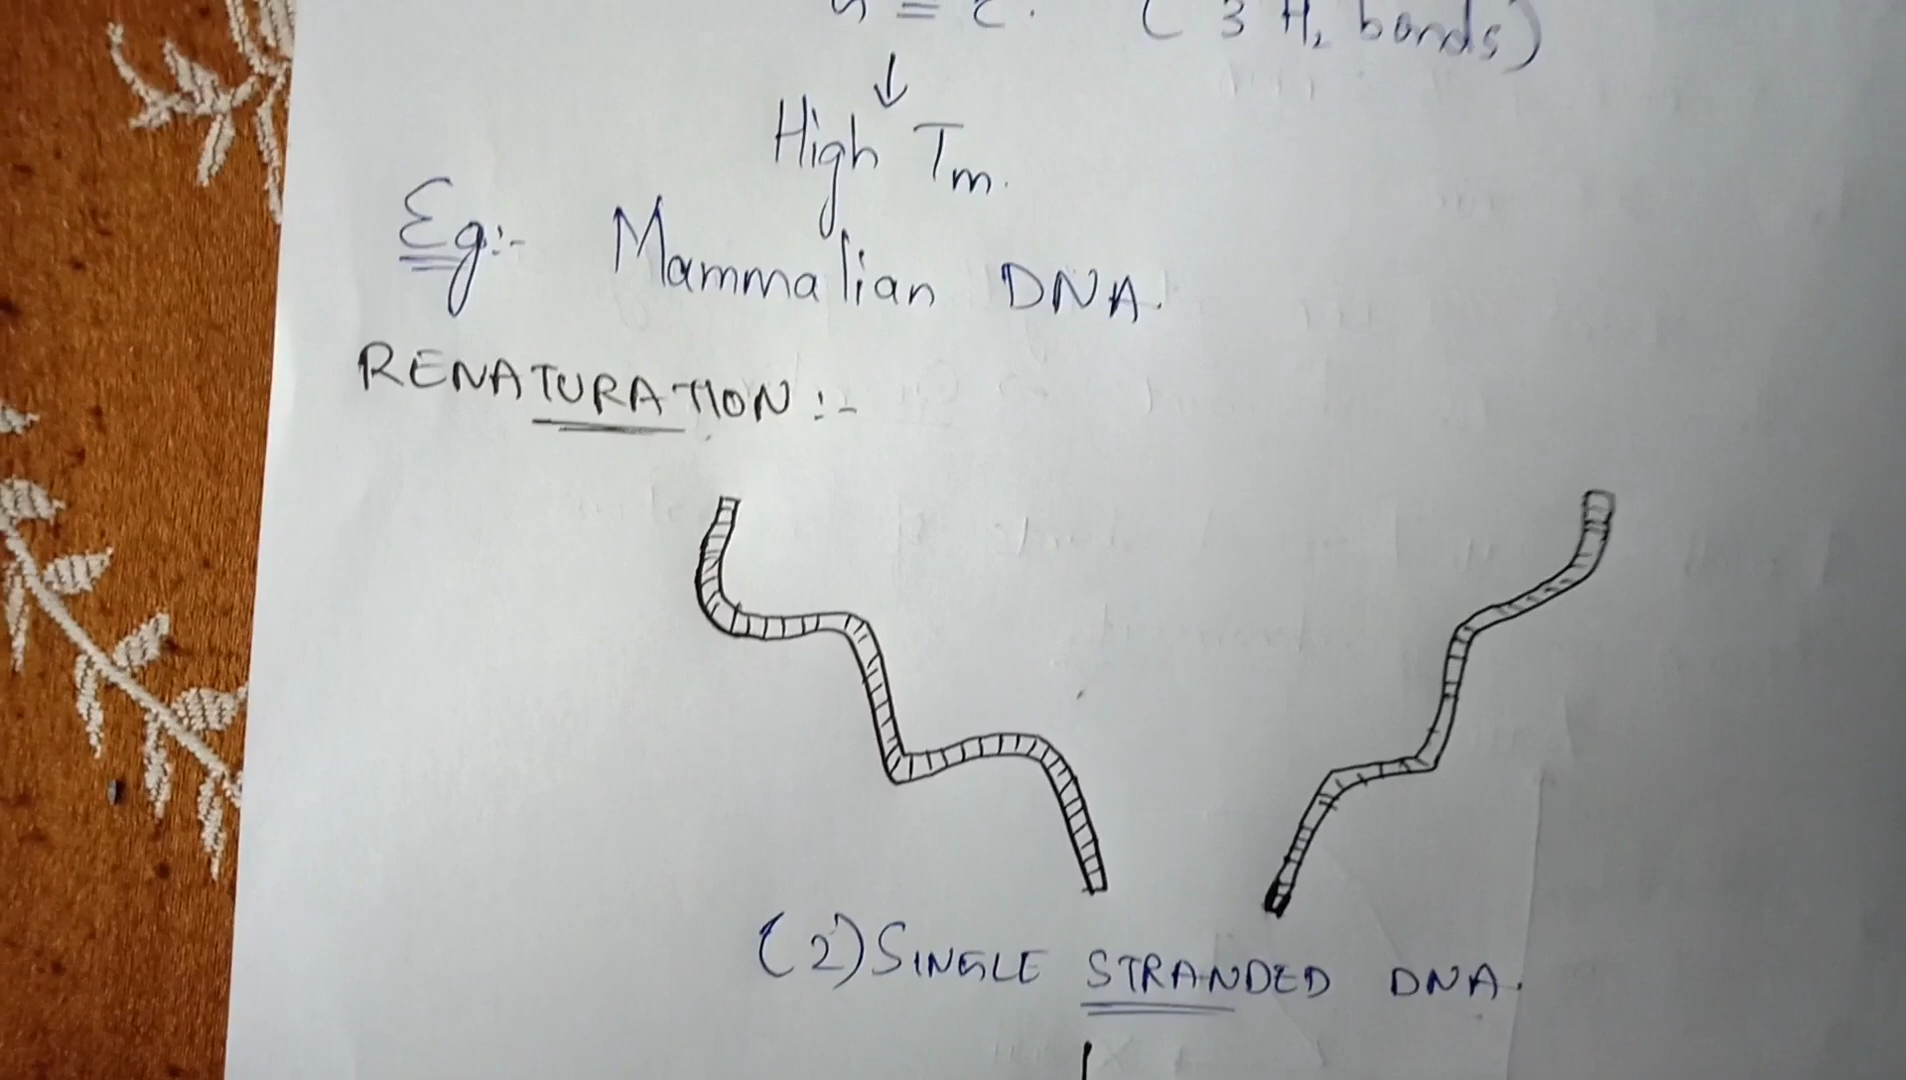 G ≡ C. ( 3 H₂ bonds)
↓
High Tm.
Eg:- Mammalian DNA.
RENATURATION :-
(2) SINGLE STRANDED DNA.